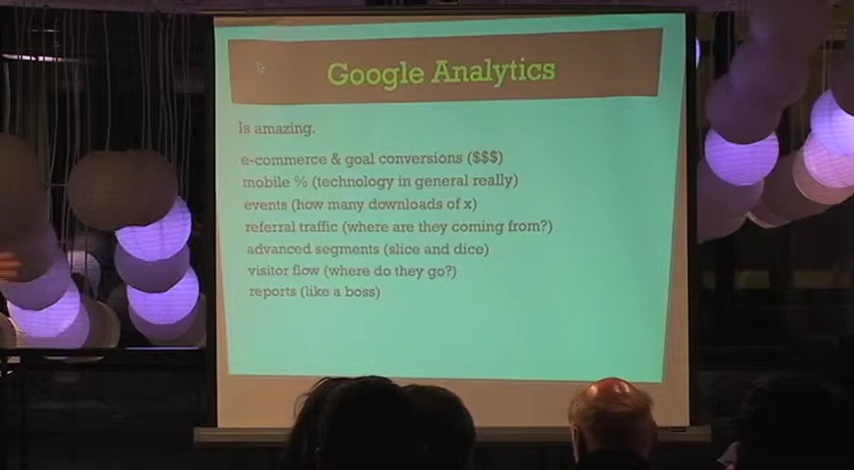 Google Analytics
Is amazing.
e-commerce & goal conversions ($$$)
mobile % (technology in general really)
events (how many downloads of x)
referral traffic (where are they coming from?)
advanced segments (slice and dice)
visitor flow (where do they go?)
reports (like a boss)